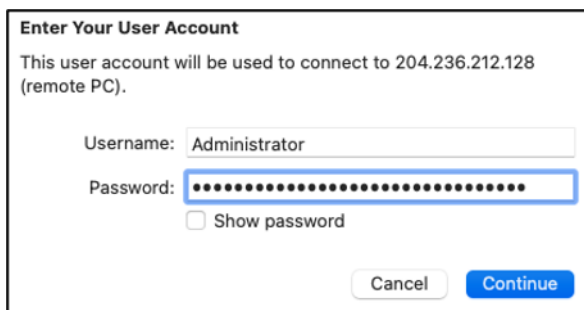 Enter Your User Account
This user account will be used to connect to 204.236.212.128
(remote PC).
Username: Administrator
Password: ••••••••••••••••••••••••••••••••
Show password
Cancel Continue